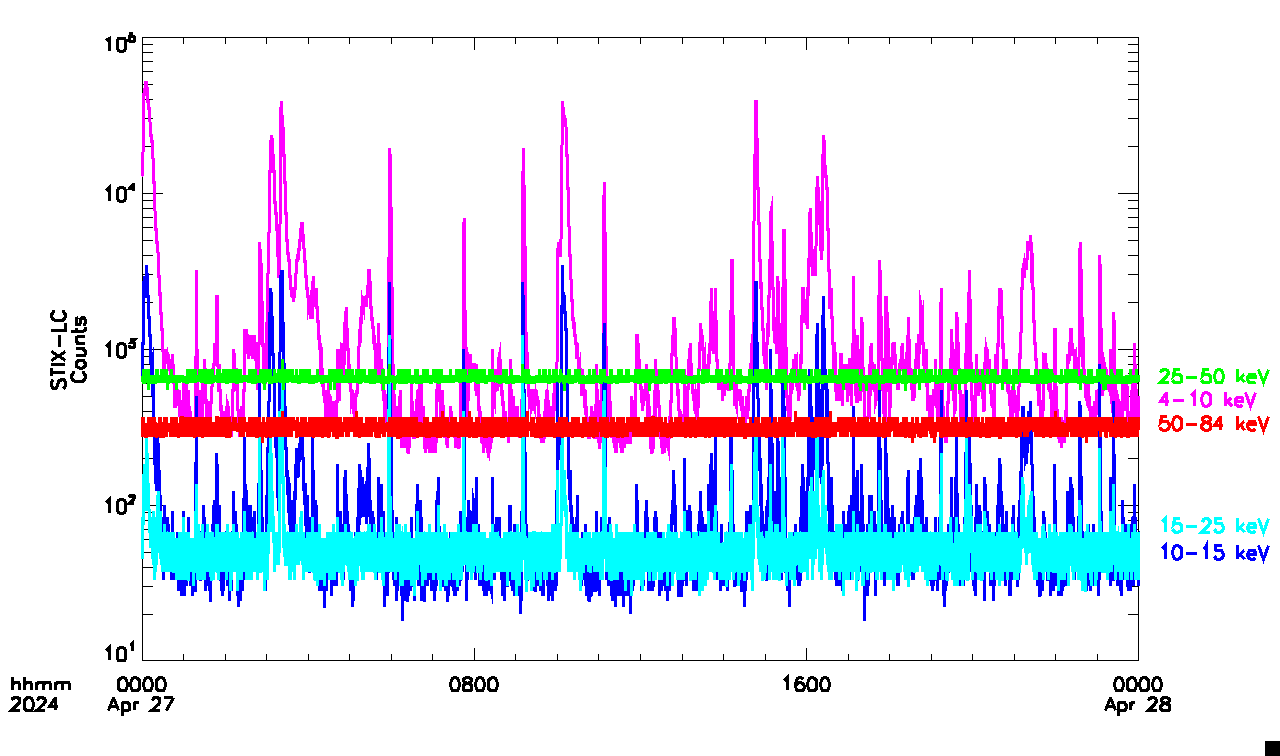 10^6
10^4
10^5
10^2
10^1
STIX-LC
Counts
25-50 keV
4-10 keV
50-84 keV
15-25 keV
10-15 keV
hhmm 0000 0800 1600 0000
2024 Apr 27 Apr 28